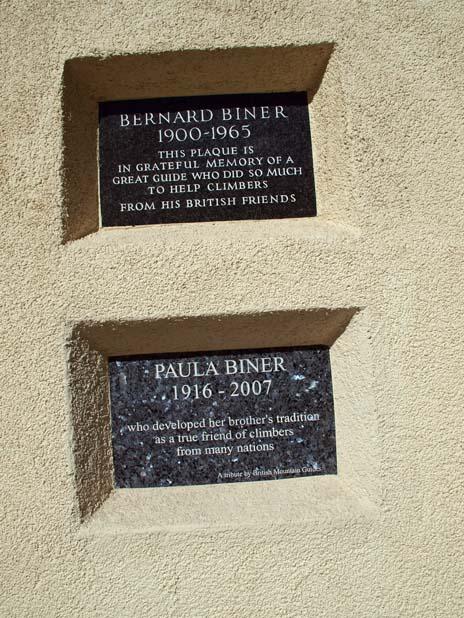 BERNARD BINER
1900-1965
THIS PLAQUE IS
IN GRATEFUL MEMORY OF A
GREAT GUIDE WHO DID SO MUCH
TO HELP CLIMBERS
FROM HIS BRITISH FRIENDS
PAULA BINER
1916 - 2007
who developed her brother's tradition
as a true friend of climbers
from many nations
A tribute by British Mountain Guides